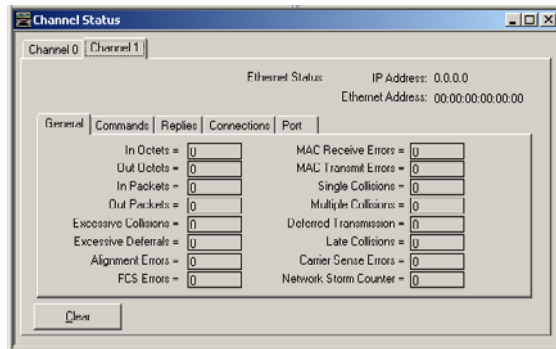 Channel Status
Channel 0 Channel 1
Ethernet Status IP Address: 0.0.0.0
Ethernet Address: 00:00:00:00:00:00
General Commands Replies Connections Port
In Octets = 0 MAC Receive Errors = 0
Out Octets = 0 MAC Transmit Errors = 0
In Packets = 0 Single Collisions = 0
Out Packets = 0 Multiple Collisions = 0
Excessive Collisions = 0 Deferred Transmission = 0
Excessive Deferrals = 0 Late Collisions = 0
Alignment Errors = 0 Carrier Sense Errors = 0
FCS Errors = 0 Network Storm Counter = 0
Clear